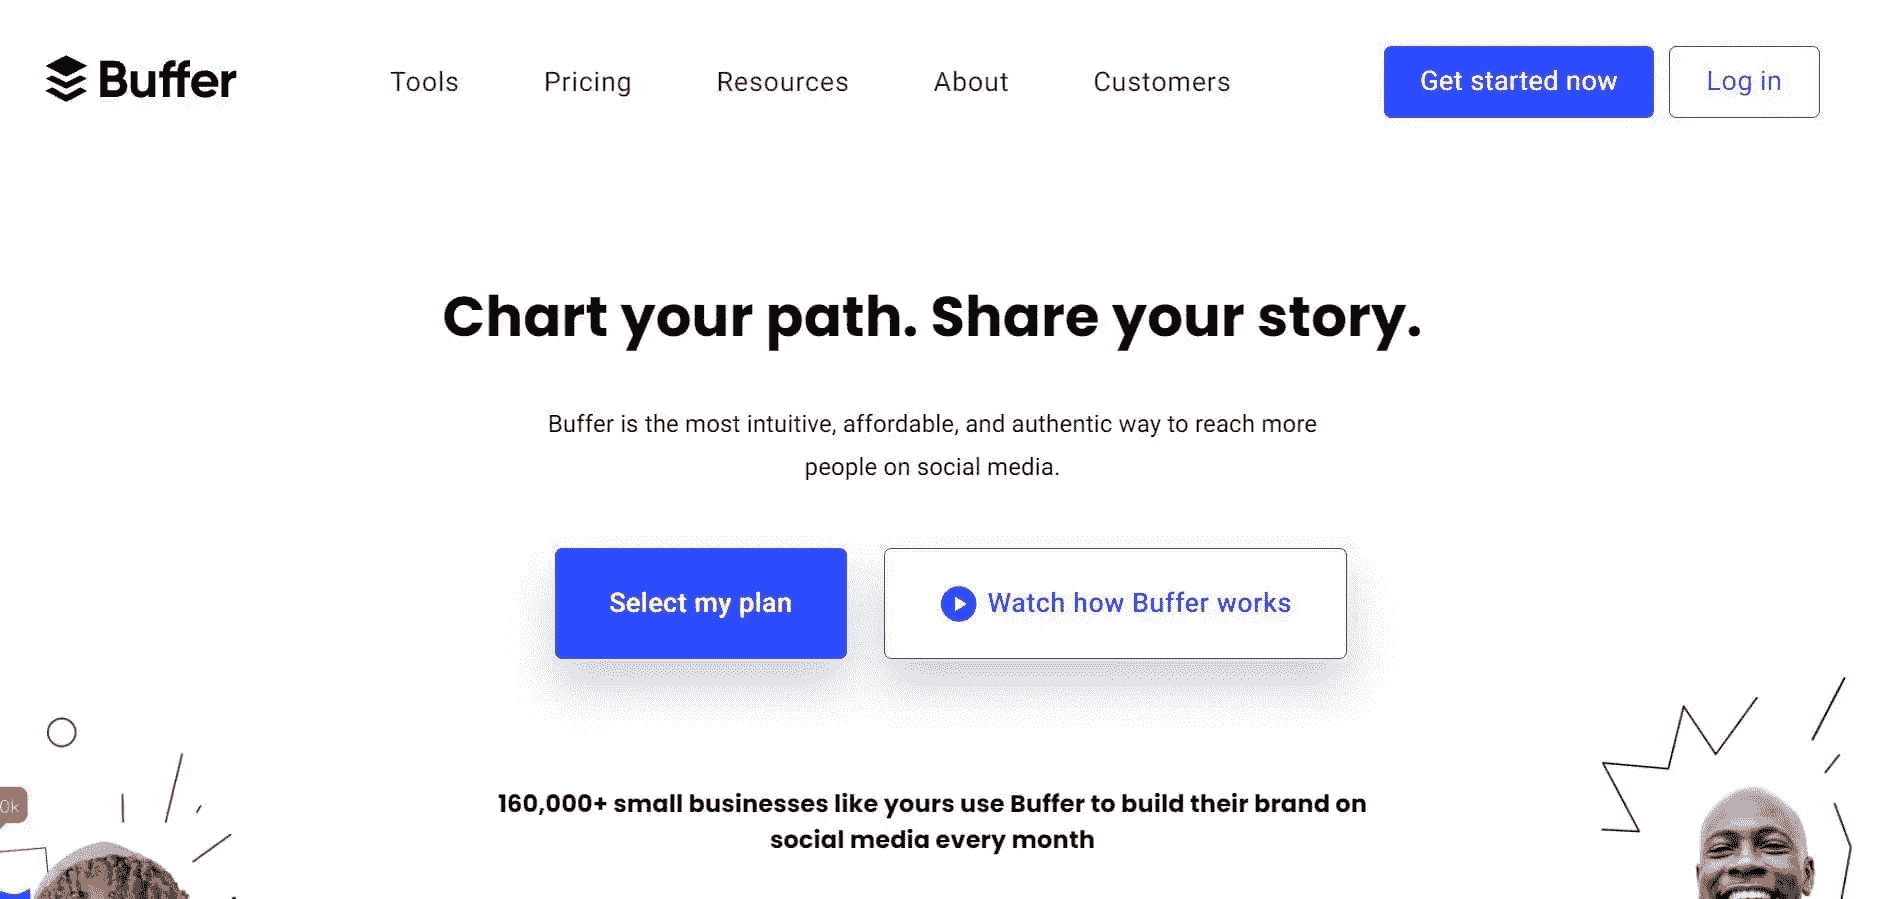 Buffer
Tools
Pricing
Resources
About
Customers
Get started now
Log in
Chart your path. Share your story.
Buffer is the most intuitive, affordable, and authentic way to reach more
people on social media.
Select my plan
Watch how Buffer works
0k
160,000+ small businesses like yours use Buffer to build their brand on
social media every month